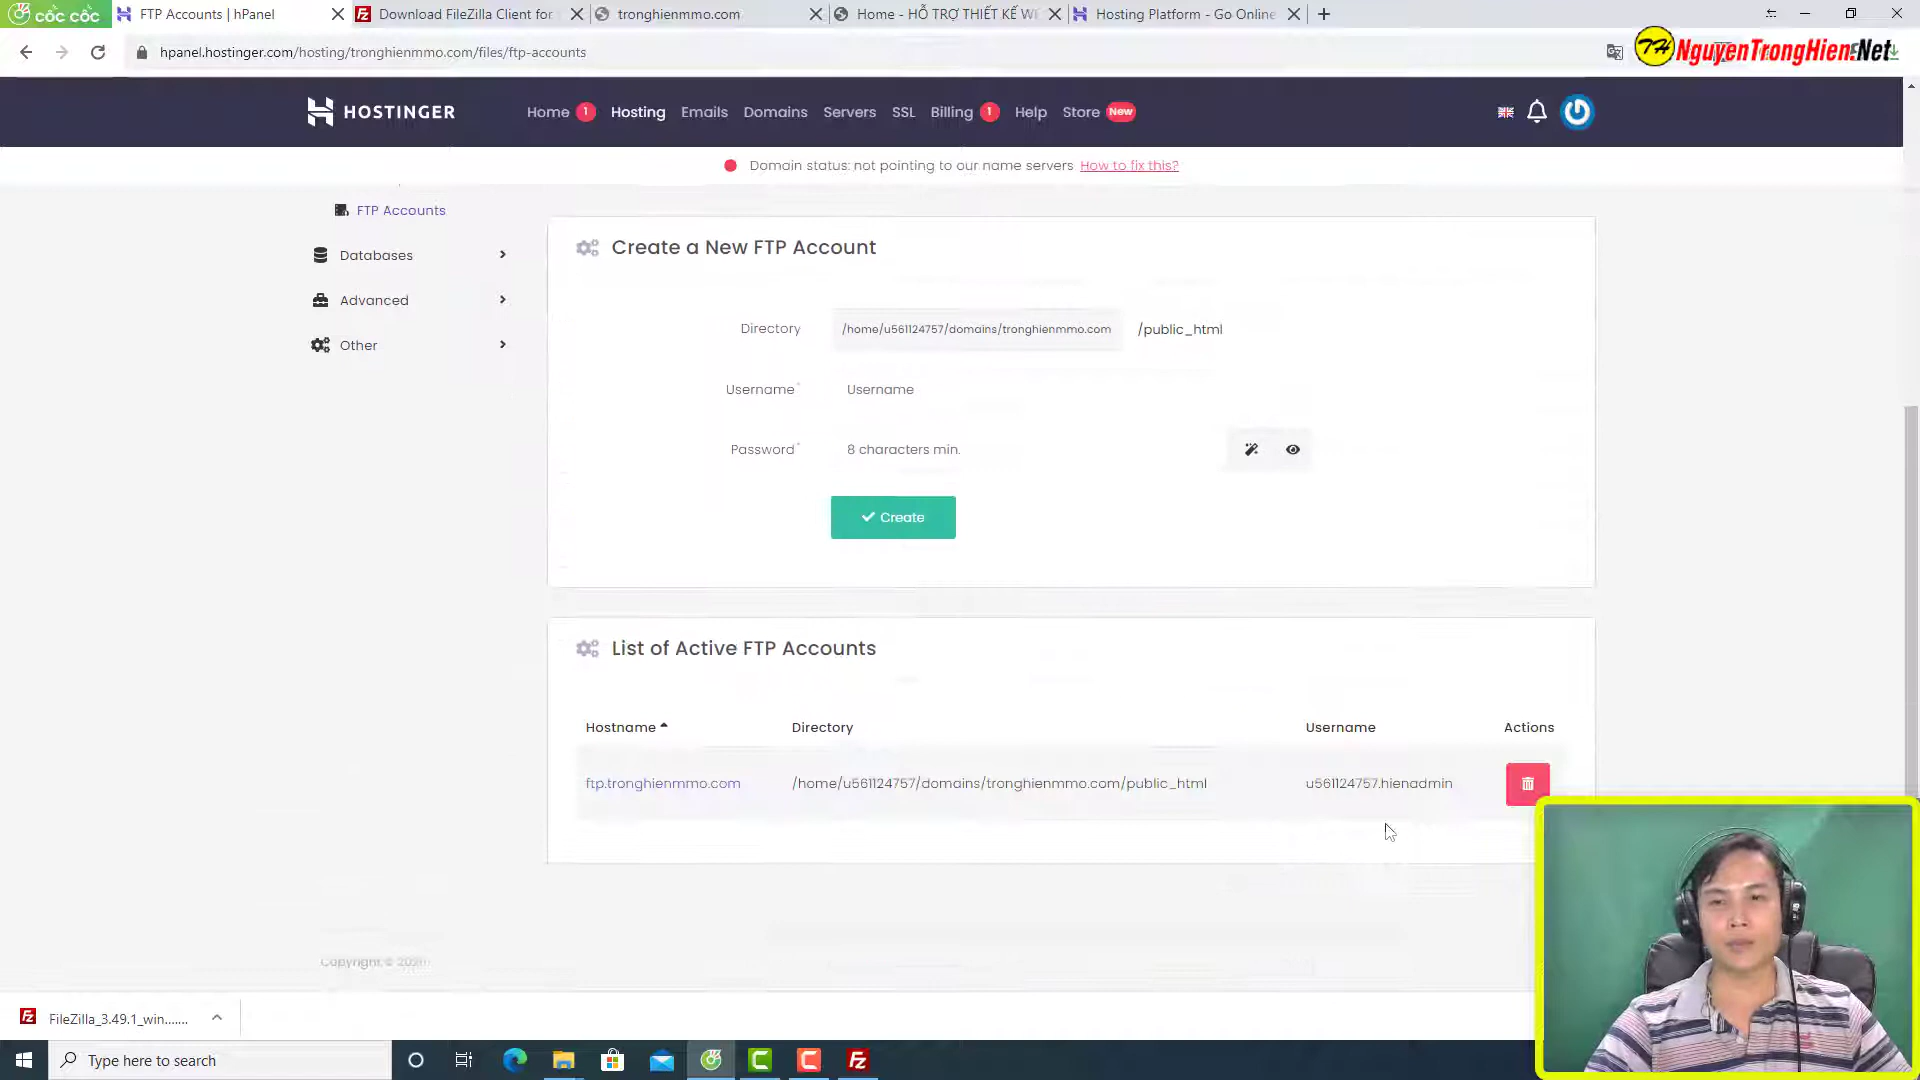 cốc cốc
FTP Accounts | hPanel
Download FileZilla Client for
tronghienmmo.com
Home - HỖ TRỢ THIẾT KẾ WE
Hosting Platform - Go Online
hpanel.hostinger.com/hosting/tronghienmmo.com/files/ftp-accounts
TH NguyenTrongHien.Net
HOSTINGER
Home 1 Hosting Emails Domains Servers SSL Billing 1 Help Store New
Domain status: not pointing to our name servers How to fix this?
FTP Accounts
Databases
Advanced
Other
Create a New FTP Account
Directory /home/u561124757/domains/tronghienmmo.com /public_html
Username* Username
Password* 8 characters min.
Create
List of Active FTP Accounts
Hostname Directory Username Actions
ftp.tronghienmmo.com /home/u561124757/domains/tronghienmmo.com/public_html u561124757.hienadmin
Copyright © 2020
FileZilla_3.49.1_win.......
Type here to search